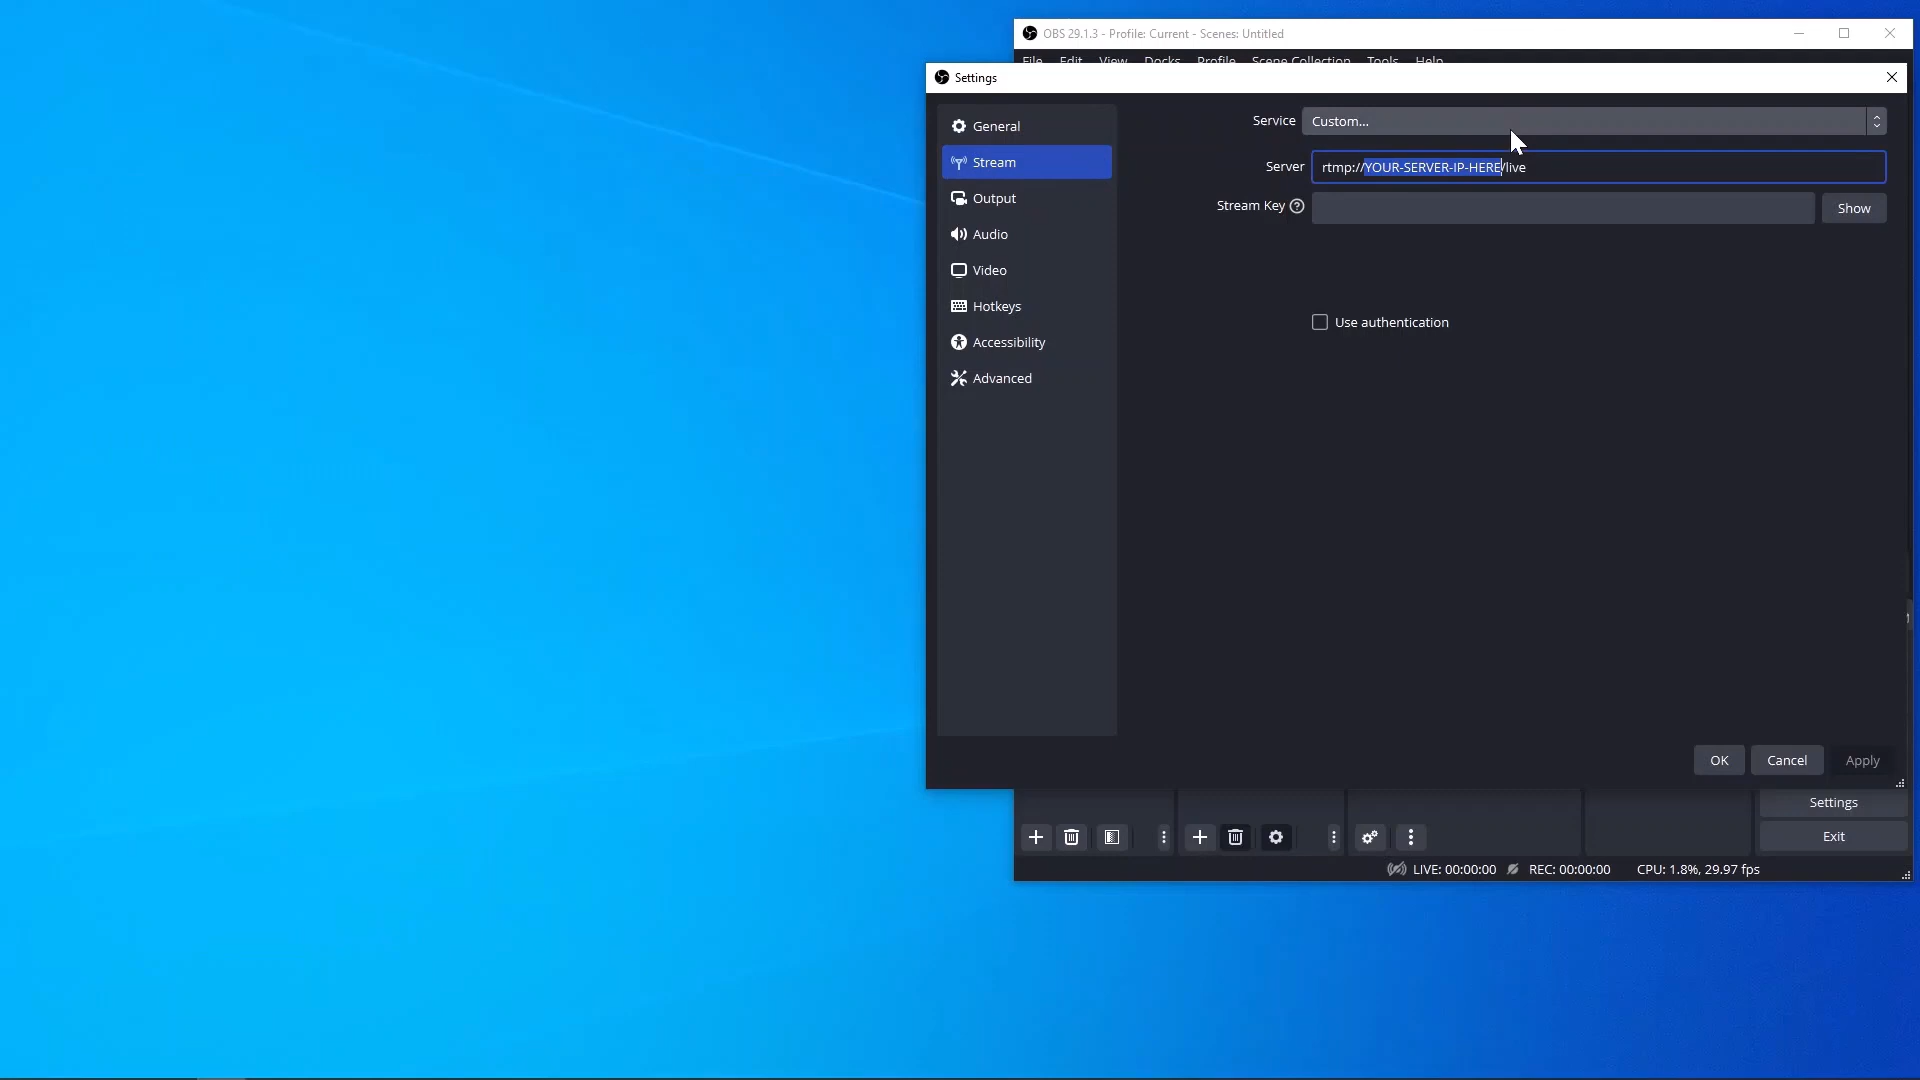 OBS 29.1.3 - Profile: Current - Scenes: Untitled
File Edit View Docks Profile Scene Collection Tools Help
Settings
General
Stream
Output
Audio
Video
Hotkeys
Accessibility
Advanced
Service Custom...
Server rtmp://YOUR-SERVER-IP-HERE/live
Stream Key ? Show
Use authentication
OK Cancel Apply
Settings
Exit
LIVE: 00:00:00 REC: 00:00:00 CPU: 1.8%, 29.97 fps